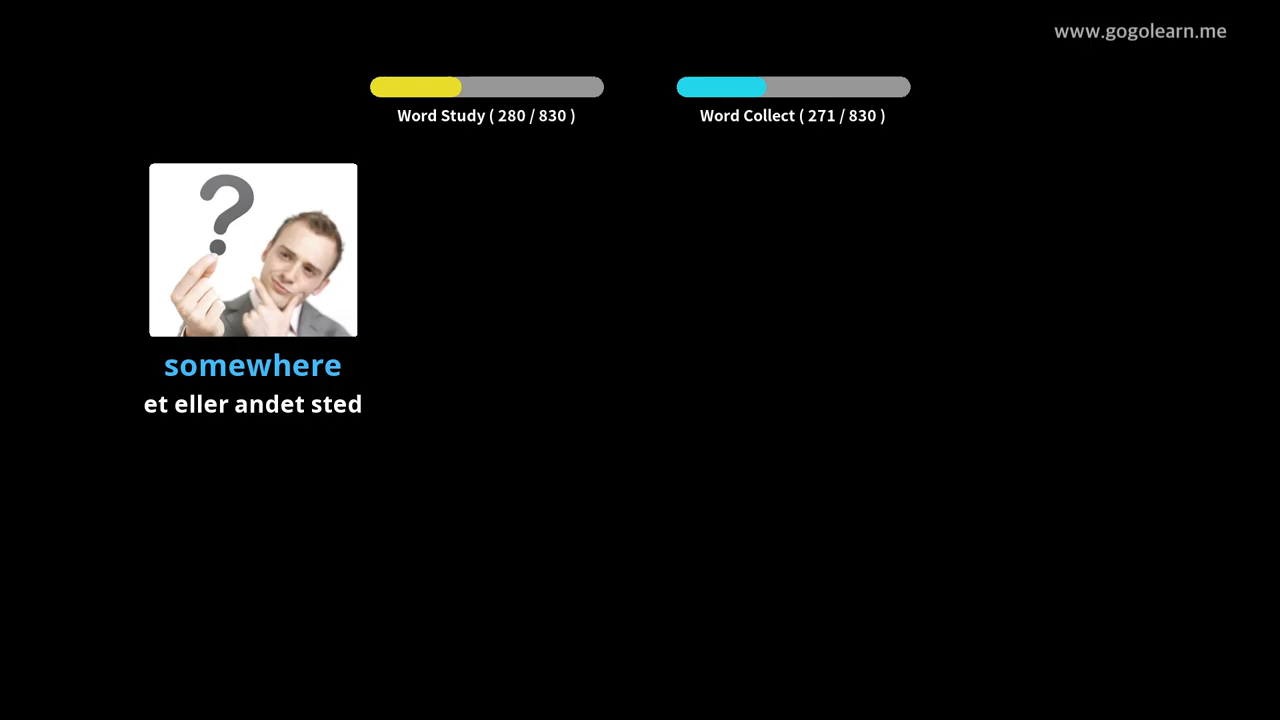 www.gogolearn.me
Word Study ( 280 / 830 )
Word Collect ( 271 / 830 )
?
somewhere
et eller andet sted